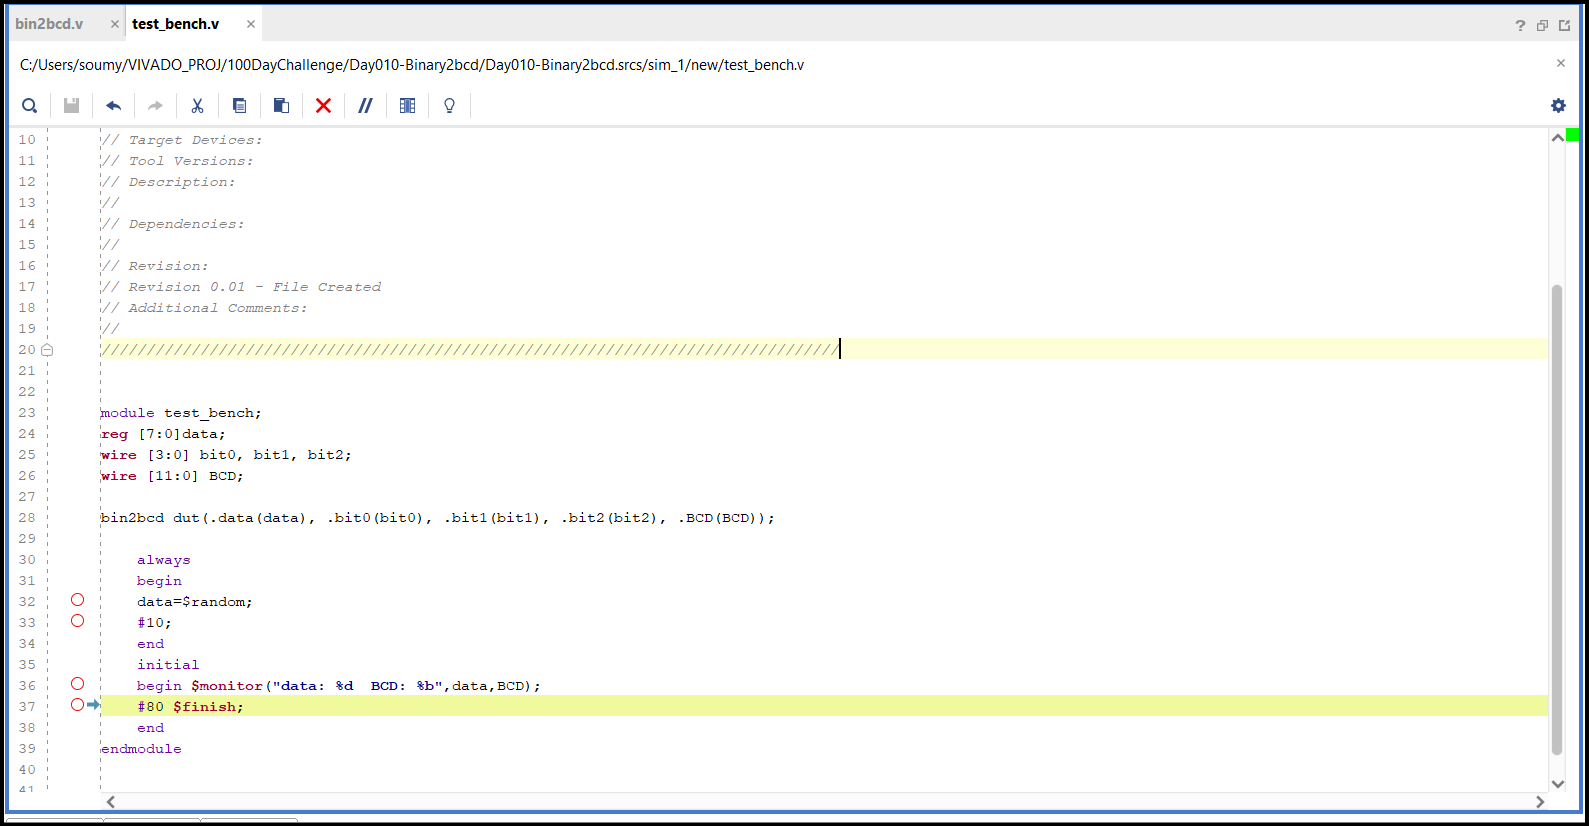 bin2bcd.v × test_bench.v ×
C:/Users/soumy/VIVADO_PROJ/100DayChallenge/Day010-Binary2bcd/Day010-Binary2bcd.srcs/sim_1/new/test_bench.v
10 // Target Devices:
11 // Tool Versions:
12 // Description:
13 //
14 // Dependencies:
15 //
16 // Revision:
17 // Revision 0.01 - File Created
18 // Additional Comments:
19 //
20 //////////////////////////////////////////////////////////////////////////////////
21
22
23 module test_bench;
24 reg [7:0]data;
25 wire [3:0] bit0, bit1, bit2;
26 wire [11:0] BCD;
27
28 bin2bcd dut(.data(data), .bit0(bit0), .bit1(bit1), .bit2(bit2), .BCD(BCD));
29
30     always
31     begin
32     data=$random;
33     #10;
34     end
35     initial
36     begin $monitor("data: %d  BCD: %b",data,BCD);
37     #80 $finish;
38     end
39 endmodule
40
41